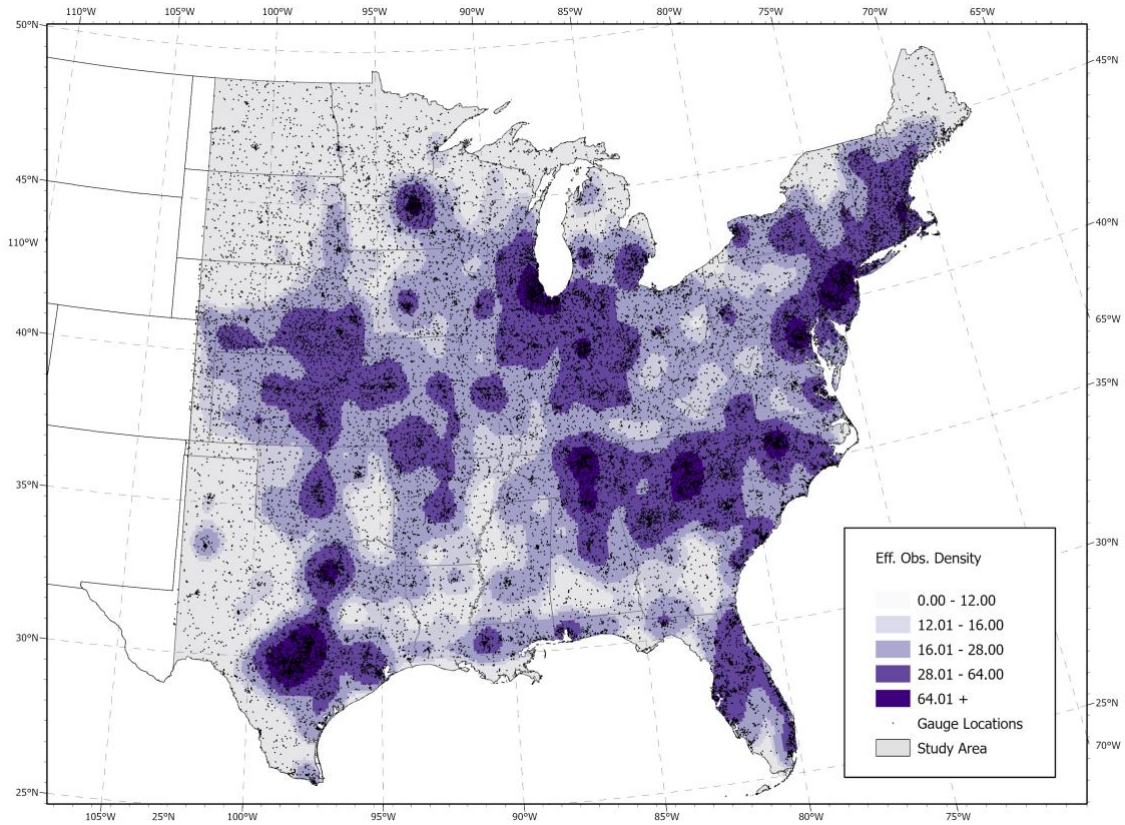 110°W 105°W 100°W 95°W 90°W 85°W 80°W 75°W 70°W 65°W
50°N
45°N
45°N
110°W
40°N
40°N
65°W
35°N
35°N
30°N
Eff. Obs. Density
0.00 - 12.00
12.01 - 16.00
16.01 - 28.00
30°N
28.01 - 64.00
25°N
64.01 +
Gauge Locations
70°W
Study Area
25°N
105°W 100°W 95°W 90°W 85°W 80°W 75°W